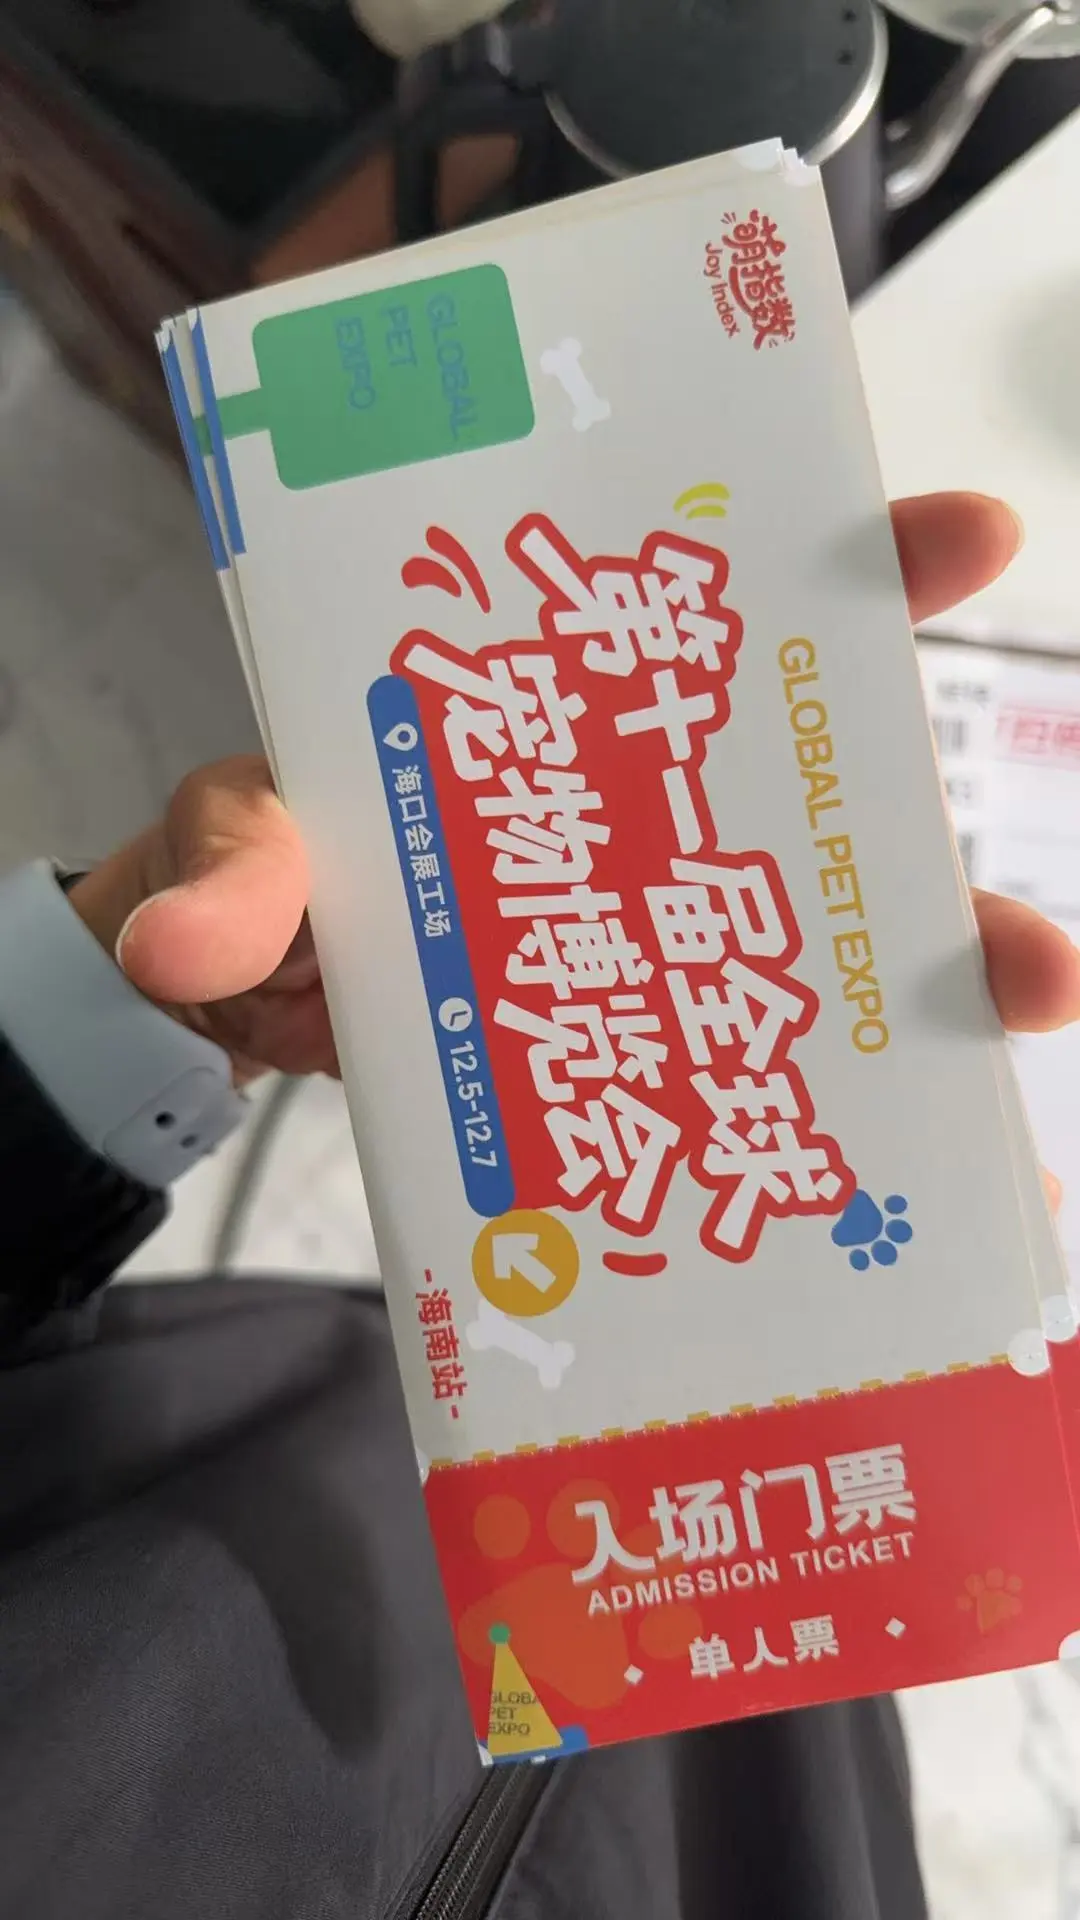 萌指数
Joy Index
GLOBAL
PET
EXPO
GLOBAL PET EXPO
第十一届全球
宠物博览会
海口会展工场 12.5-12.7
-海南站-
入场门票
ADMISSION TICKET
单人票
GLOBA
PET
EXPO